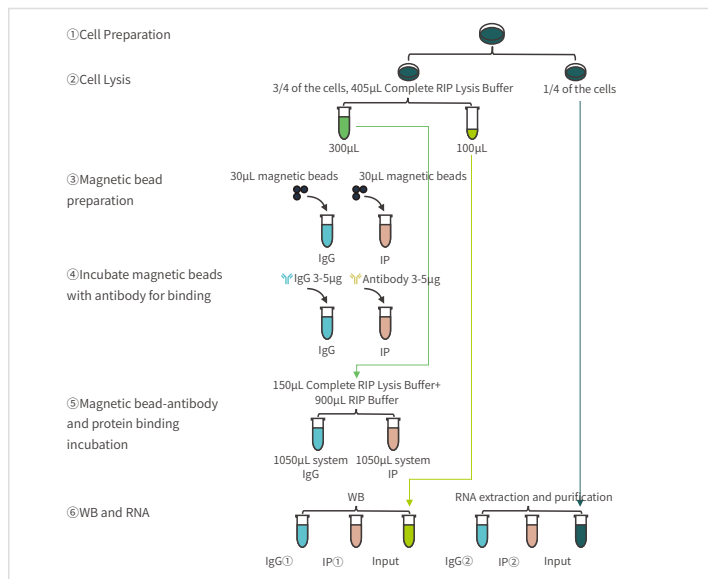 ①Cell Preparation
②Cell Lysis
3/4 of the cells, 405µL Complete RIP Lysis Buffer
1/4 of the cells
300µL
100µL
③Magnetic bead
preparation
30µL magnetic beads
30µL magnetic beads
IgG
IP
④Incubate magnetic beads
with antibody for binding
IgG 3-5µg
Antibody 3-5µg
IgG
IP
150µL Complete RIP Lysis Buffer+
900µL RIP Buffer
⑤Magnetic bead-antibody
and protein binding
incubation
1050µL system
IgG
1050µL system
IP
⑥WB and RNA
WB
RNA extraction and purification
IgG①
IP①
Input
IgG②
IP②
Input